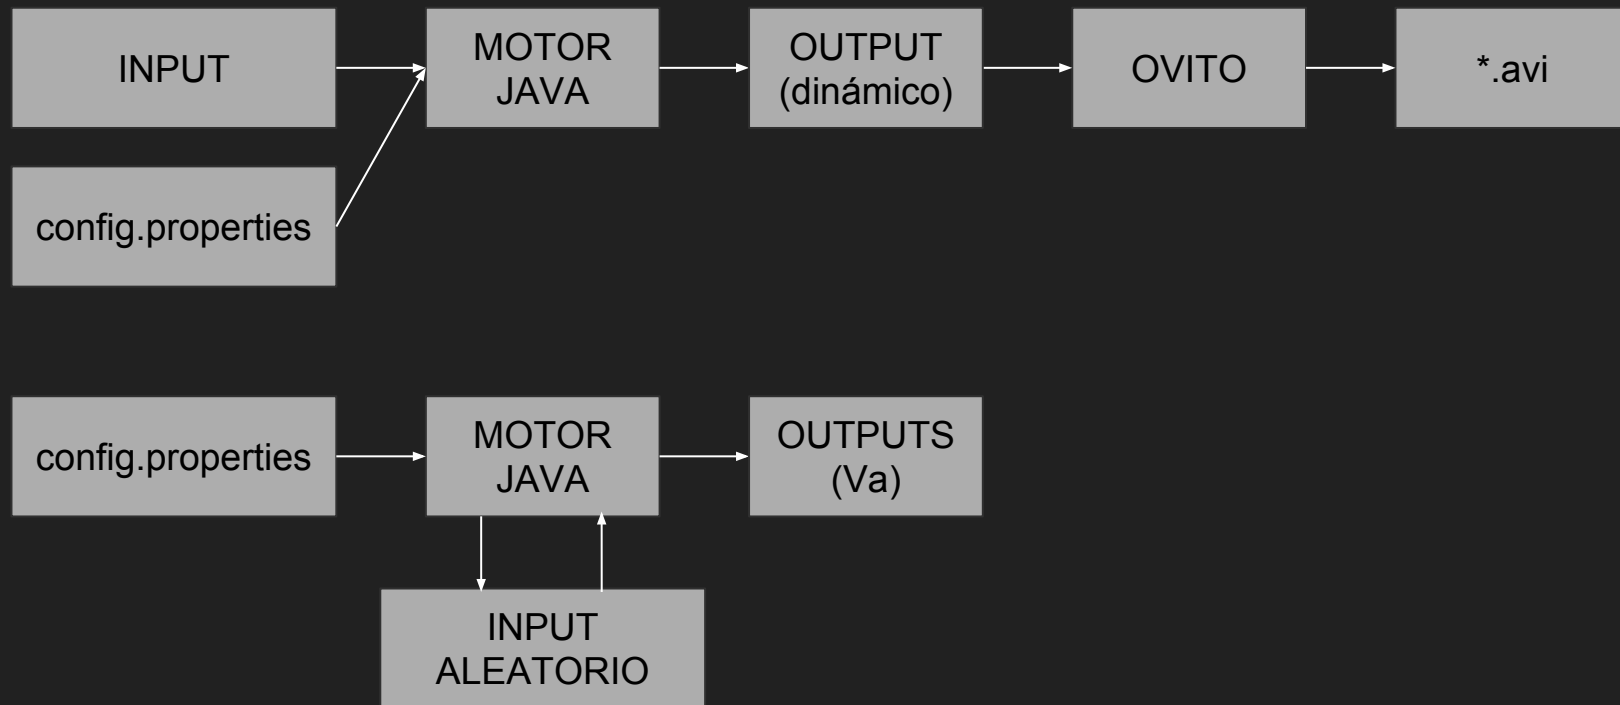 INPUT
MOTOR
JAVA
OUTPUT
(dinámico)
OVITO
*.avi
config.properties
config.properties
MOTOR
JAVA
OUTPUTS
(Va)
INPUT
ALEATORIO